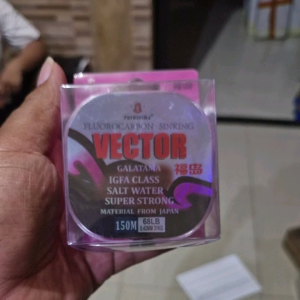 FLUOROCARBON SINKING
VECTOR
GALATAMA
IGFA CLASS
SALT WATER
SUPER STRONG
MATERIAL FROM JAPAN
150M